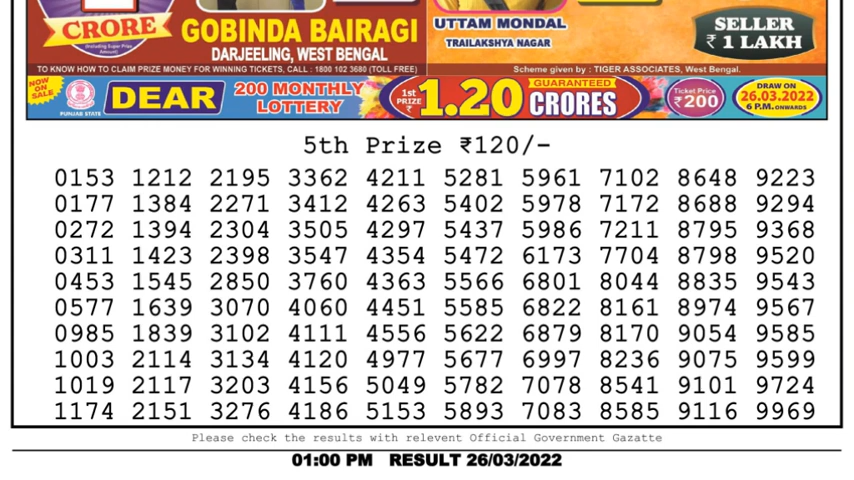 CRORE
(Including Super Prize Amount)
GOBINDA BAIRAGI
DARJEELING, WEST BENGAL
UTTAM MONDAL
TRAILAKSHYA NAGAR
SELLER
₹ 1 LAKH
TO KNOW HOW TO CLAIM PRIZE MONEY FOR WINNING TICKETS, CALL : 1800 102 3680 (TOLL FREE)
Scheme given by : TIGER ASSOCIATES, West Bengal.
NOW ON SALE
PUNJAB STATE
DEAR
200 MONTHLY
LOTTERY
1st PRIZE ₹ 1.20 GUARANTEED CRORES
Ticket Price
₹200
DRAW ON
26.03.2022
6 P.M. ONWARDS
5th Prize ₹120/-
0153 1212 2195 3362 4211 5281 5961 7102 8648 9223
0177 1384 2271 3412 4263 5402 5978 7172 8688 9294
0272 1394 2304 3505 4297 5437 5986 7211 8795 9368
0311 1423 2398 3547 4354 5472 6173 7704 8798 9520
0453 1545 2850 3760 4363 5566 6801 8044 8835 9543
0577 1639 3070 4060 4451 5585 6822 8161 8974 9567
0985 1839 3102 4111 4556 5622 6879 8170 9054 9585
1003 2114 3134 4120 4977 5677 6997 8236 9075 9599
1019 2117 3203 4156 5049 5782 7078 8541 9101 9724
1174 2151 3276 4186 5153 5893 7083 8585 9116 9969
Please check the results with relevent Official Government Gazatte
01:00 PM RESULT 26/03/2022